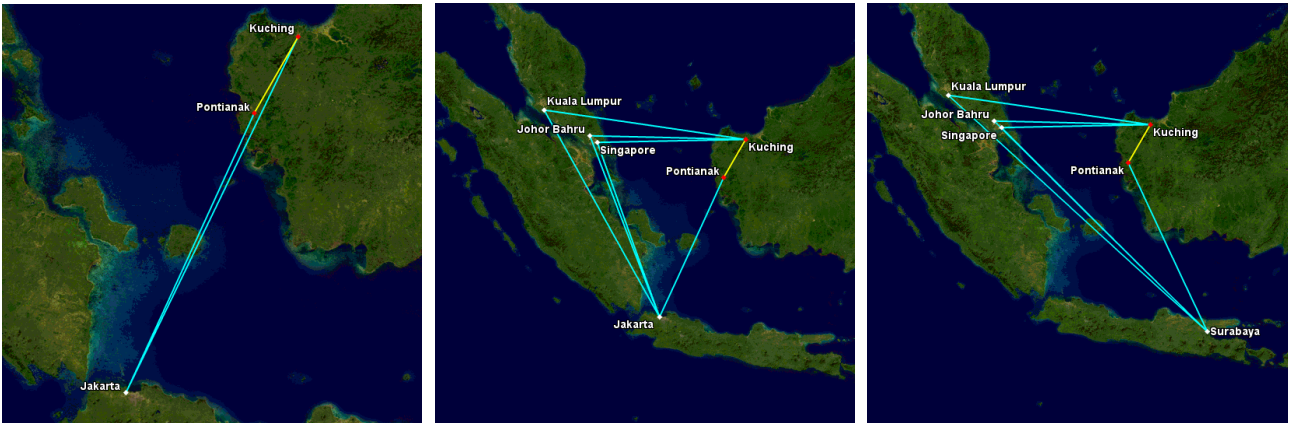 Kuching
Pontianak
Jakarta
Kuala Lumpur
Johor Bahru
Singapore
Kuching
Pontianak
Jakarta
Kuala Lumpur
Johor Bahru
Singapore
Kuching
Pontianak
Surabaya